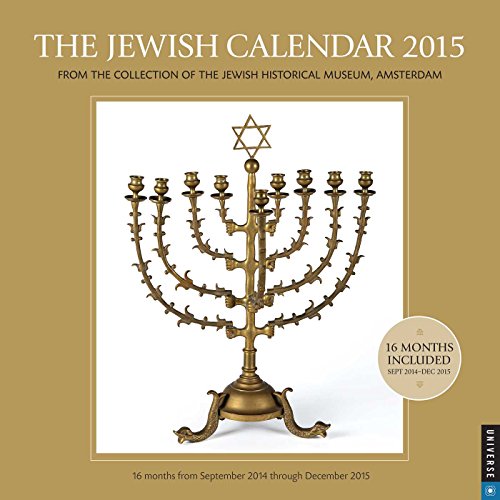 THE JEWISH CALENDAR 2015
FROM THE COLLECTION OF THE JEWISH HISTORICAL MUSEUM, AMSTERDAM
16 MONTHS
INCLUDED
SEPT 2014–DEC 2015
16 months from September 2014 through December 2015
UNIVERSE